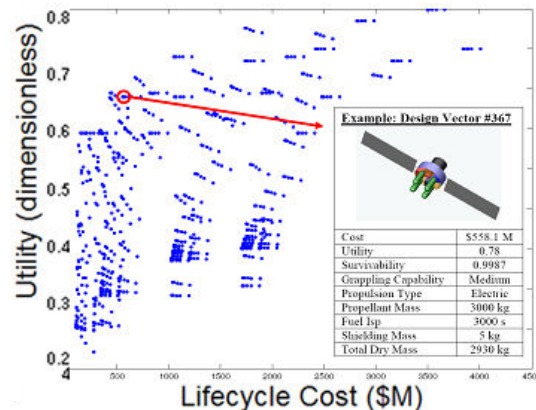 0.8
0.7
0.6
0.5
0.4
0.3
0.2
4
Utility (dimensionless)
500 1000 1500 2000 2500 3000 3500 4000 450
Lifecycle Cost ($M)
Example: Design Vector #367
Cost $558.1 M
Utility 0.78
Survivability 0.9987
Grappling Capability Medium
Propulsion Type Electric
Propellant Mass 3000 kg
Fuel Isp 3000 s
Shielding Mass 5 kg
Total Dry Mass 2930 kg